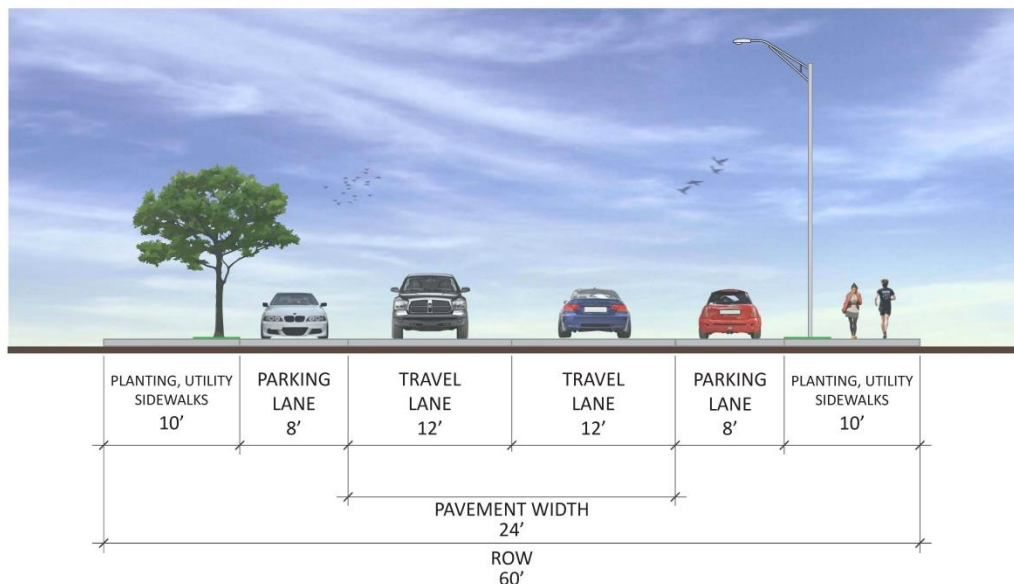 PLANTING, UTILITY
SIDEWALKS
10’
PARKING
LANE
8’
TRAVEL
LANE
12’
TRAVEL
LANE
12’
PARKING
LANE
8’
PLANTING, UTILITY
SIDEWALKS
10’
PAVEMENT WIDTH
24’
ROW
60’